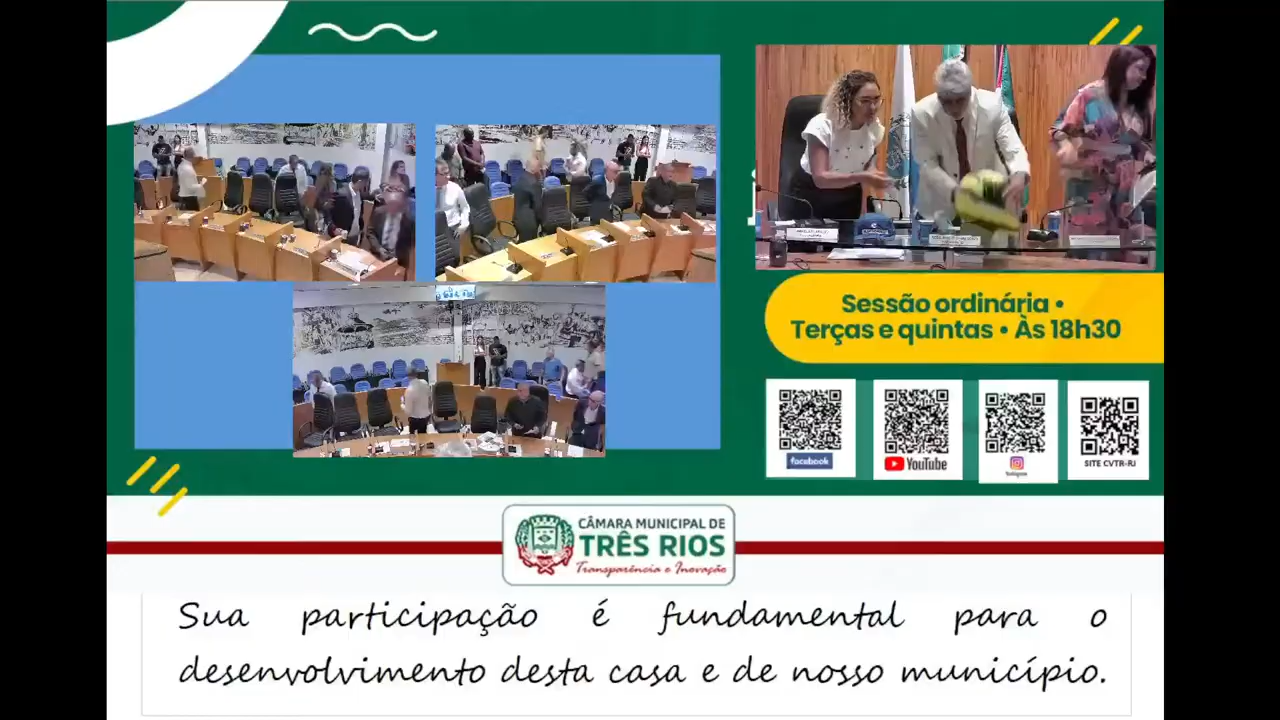 Sessão ordinária •
Terças e quintas • Às 18h30
facebook
YouTube
Instagram
SITE CVTR-RJ
CÂMARA MUNICIPAL DE
TRÊS RIOS
Transparência e Inovação
Sua participação é fundamental para o
desenvolvimento desta casa e de nosso município.